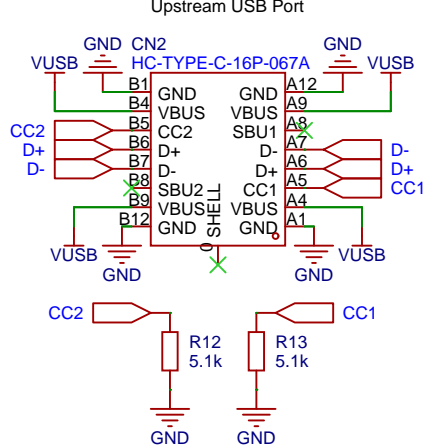 Upstream USB Port
GND CN2 GND
VUSB HC-TYPE-C-16P-067A VUSB
B1 GND GND A12
B4 VBUS VBUS A9
CC2 B5 CC2 SBU1 A8
D+ B6 D+ D- A7 D-
D- B7 D- D+ A6 D+
B8 SBU2 CC1 A5 CC1
B9 VBUS SHELL VBUS A4
B12 GND 0 GND A1
VUSB GND GND VUSB
CC2 CC1
R12 R13
5.1k 5.1k
GND GND